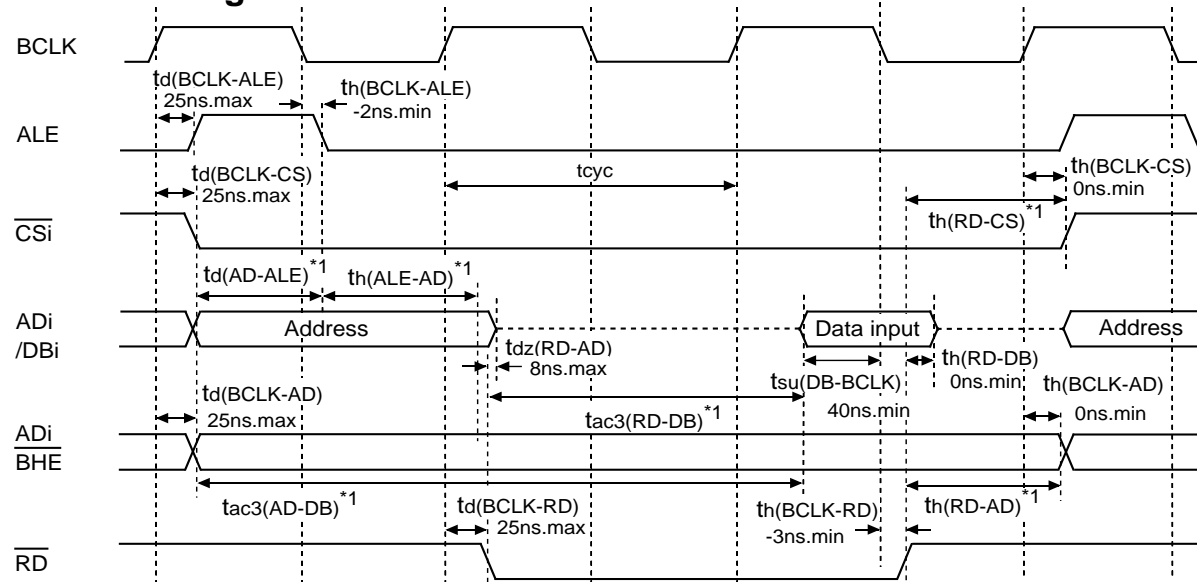 BCLK
td(BCLK-ALE)
25ns.max
th(BCLK-ALE)
-2ns.min
ALE
td(BCLK-CS)
25ns.max
tcyc
th(BCLK-CS)
0ns.min
th(RD-CS)*1
CSi
td(AD-ALE)*1
th(ALE-AD)*1
ADi
/DBi
Address
Data input
Address
tdz(RD-AD)
8ns.max
th(RD-DB)
0ns.min
tsu(DB-BCLK)
40ns.min
th(BCLK-AD)
0ns.min
td(BCLK-AD)
25ns.max
tac3(RD-DB)*1
ADi
BHE
tac3(AD-DB)*1
td(BCLK-RD)
25ns.max
th(BCLK-RD)
-3ns.min
th(RD-AD)*1
RD